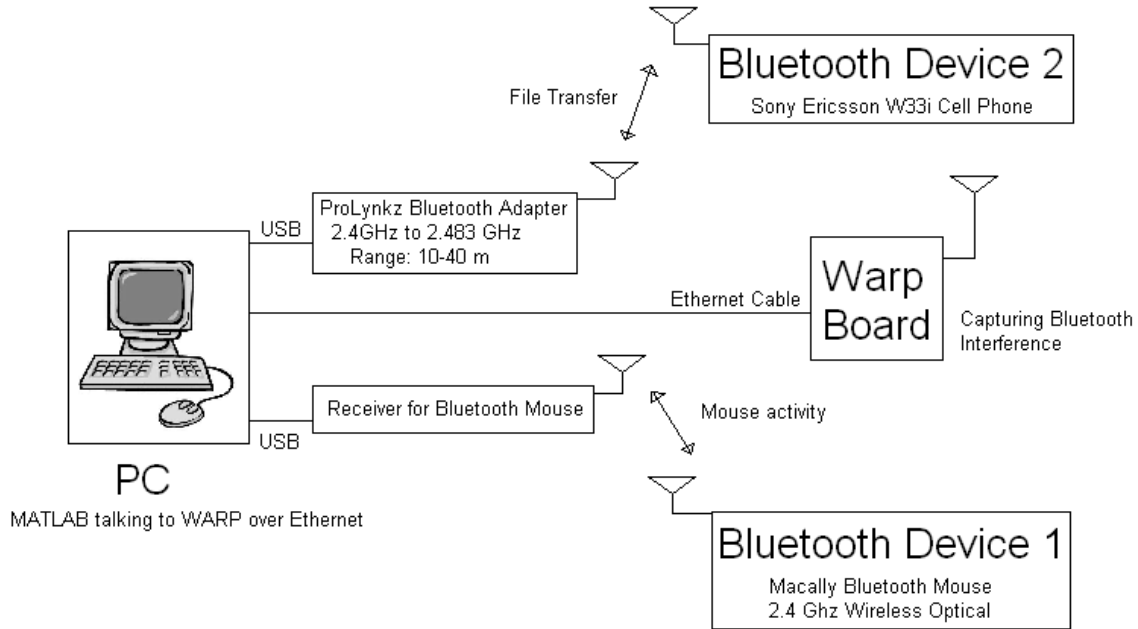 Bluetooth Device 2
Sony Ericsson W33i Cell Phone
File Transfer
ProLynkz Bluetooth Adapter
2.4GHz to 2.483 GHz
Range: 10-40 m
USB
Ethernet Cable
Warp
Board
Capturing Bluetooth
Interference
Receiver for Bluetooth Mouse
Mouse activity
USB
PC
MATLAB talking to WARP over Ethernet
Bluetooth Device 1
Macally Bluetooth Mouse
2.4 Ghz Wireless Optical